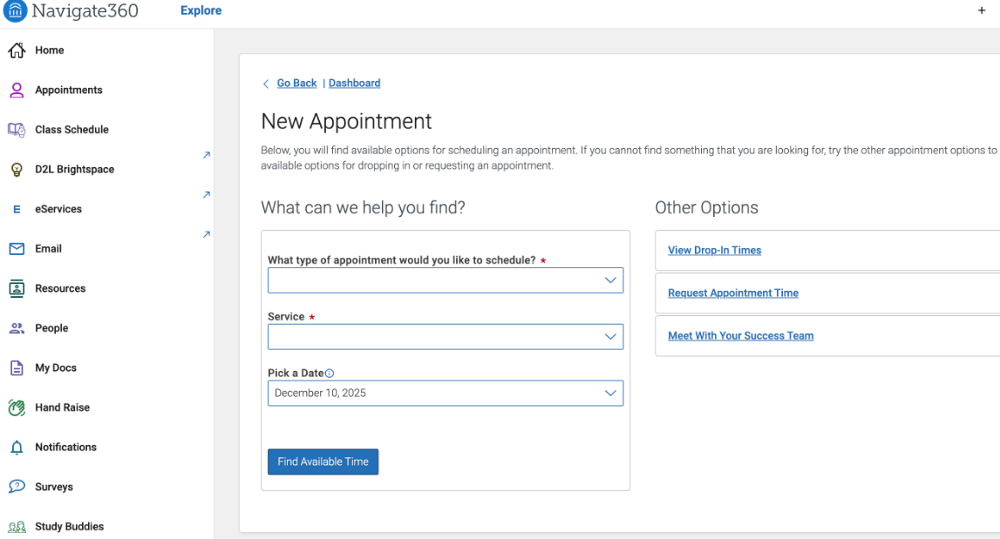 Navigate360
Explore
+
Home
Appointments
Class Schedule
D2L Brightspace
E eServices
Email
Resources
People
My Docs
Hand Raise
Notifications
Surveys
Study Buddies
Go Back | Dashboard
New Appointment
Below, you will find available options for scheduling an appointment. If you cannot find something that you are looking for, try the other appointment options to
available options for dropping in or requesting an appointment.
What can we help you find?
What type of appointment would you like to schedule? *
Service *
Pick a Date
December 10, 2025
Find Available Time
Other Options
View Drop-In Times
Request Appointment Time
Meet With Your Success Team